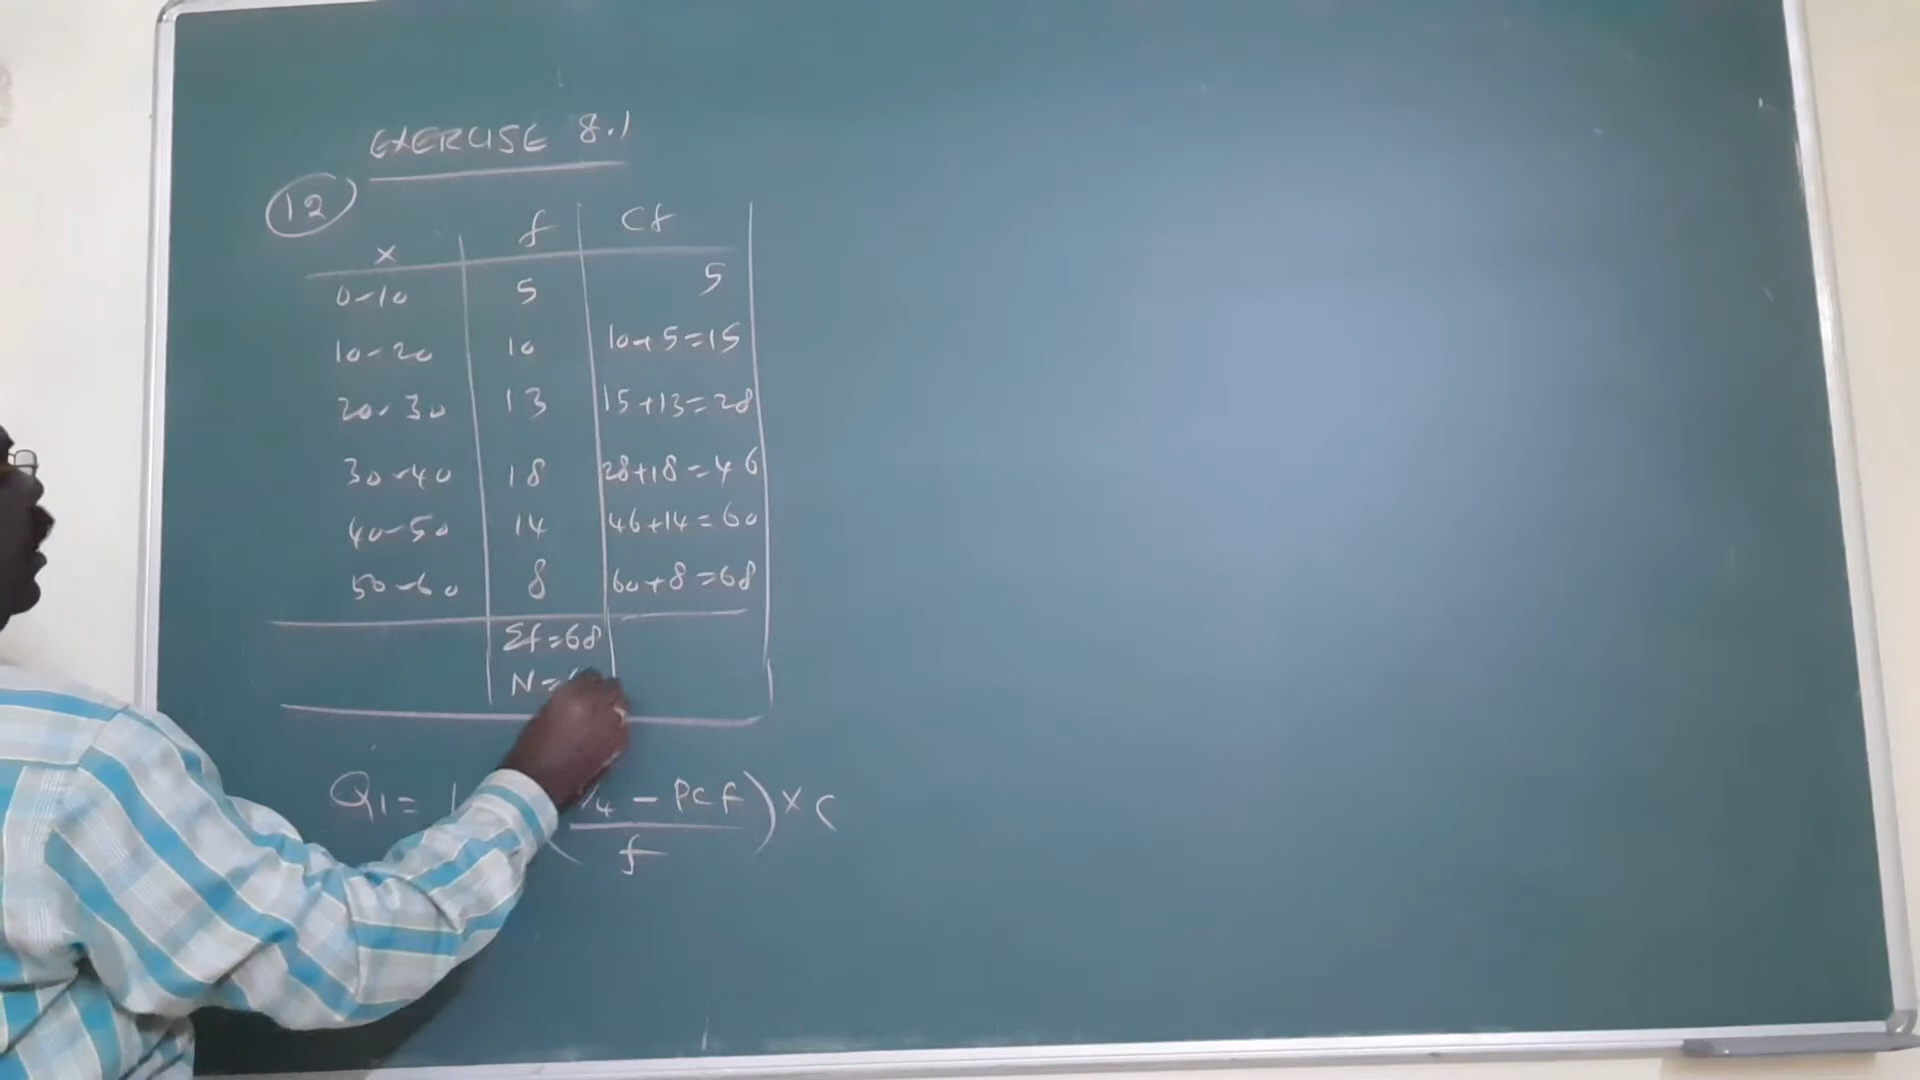 EXERCISE 8.1
12
x f cf
0-10 5 5
10-20 10 10+5=15
20-30 13 15+13=28
30-40 18 28+18=46
40-50 14 46+14=60
50-60 8 60+8=68
Σf=68
N=
Q1= ( /4 - Pcf / f ) × C